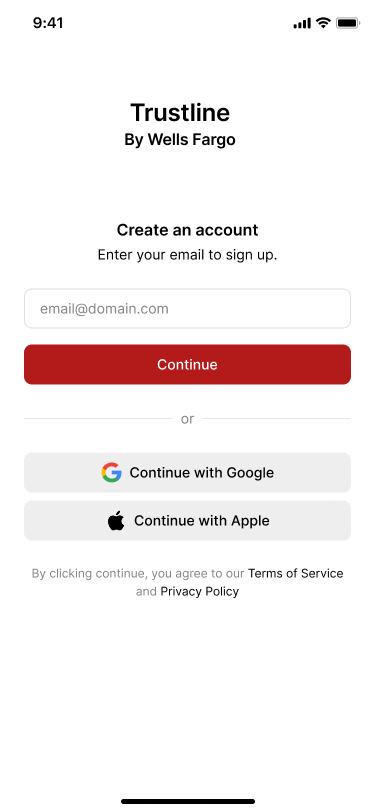 9:41
Trustline
By Wells Fargo
Create an account
Enter your email to sign up.
email@domain.com
Continue
or
Continue with Google
Continue with Apple
By clicking continue, you agree to our Terms of Service
and Privacy Policy